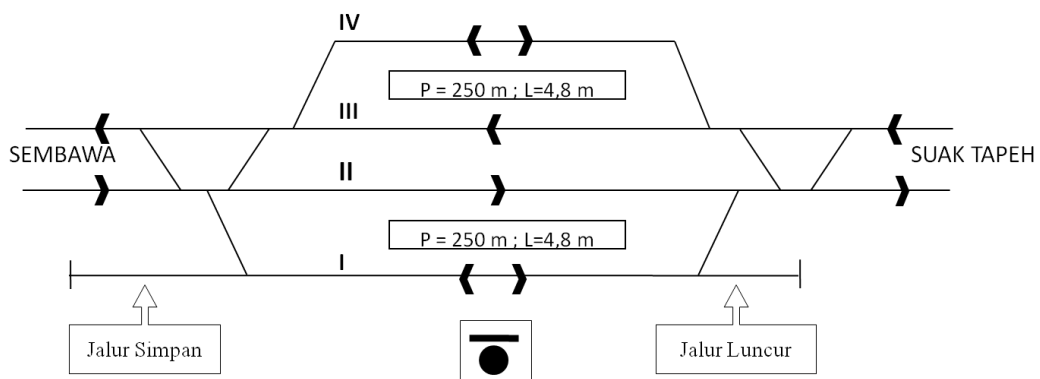 IV
P = 250 m ; L=4,8 m
III
SEMBAWA
SUAK TAPEH
II
P = 250 m ; L=4,8 m
I
Jalur Simpan
Jalur Luncur